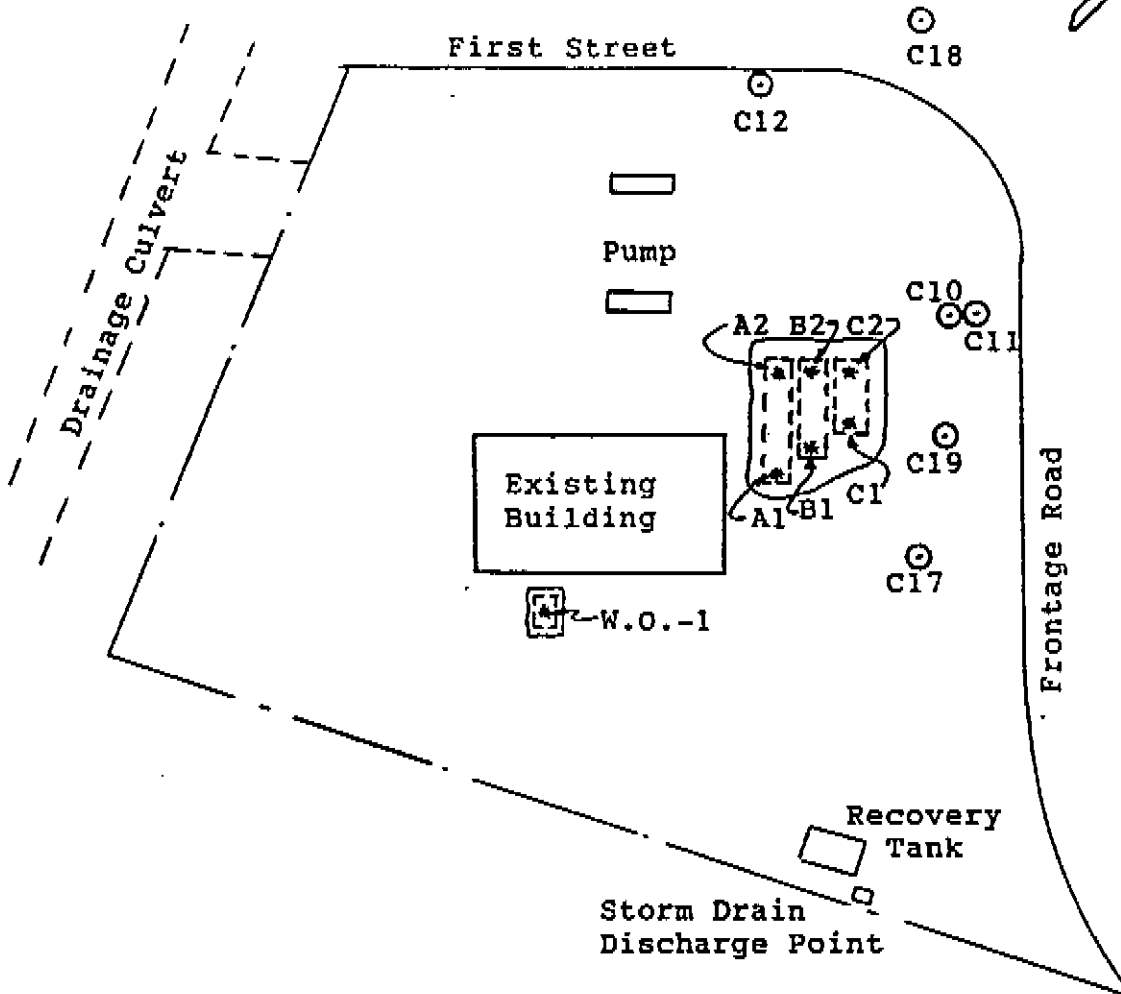 First Street
C18
C12
Drainage Culvert
Pump
C10
C11
A2 B2 C2
C19
Existing
Building
A1 B1 C1
C17
W.O.-1
Frontage Road
Recovery
Tank
Storm Drain
Discharge Point